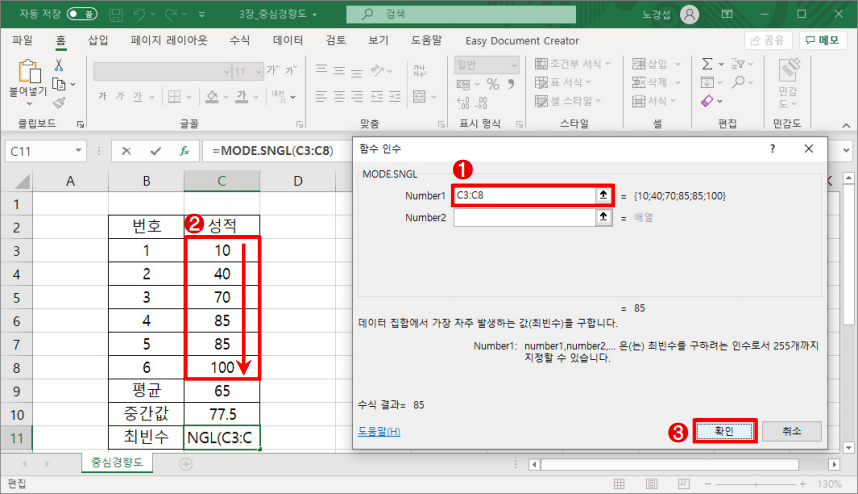 자동 저장 끔 3장_중심경향도 검색 노경섭
파일 홈 삽입 페이지 레이아웃 수식 데이터 검토 보기 도움말 Easy Document Creator 공유 메모
붙여넣기 가 가 가 내천 11 가 가 일반 조건부 서식 표 서식 셀 스타일 삽입 삭제 서식 민감도
클립보드 글꼴 맞춤 표시 형식 스타일 셀 편집 민감도
C11 fx =MODE.SNGL(C3:C8)
A B C D K
1
2 번호 성적
3 1 10
4 2 40
5 3 70
6 4 85
7 5 85
8 6 100
9 평균 65
10 중간값 77.5
11 최빈수 NGL(C3:C
❷
함수 인수 ? ×
❶
MODE.SNGL
Number1 C3:C8 = {10;40;70;85;85;100}
Number2 = 배열
= 85
데이터 집합에서 가장 자주 발생하는 값(최빈수)을 구합니다.
Number1: number1,number2,... 은(는) 최빈수를 구하려는 인수로서 255개까지
지정할 수 있습니다.
수식 결과= 85
도움말(H) ❸ 확인 취소
중심경향도
편집 130%